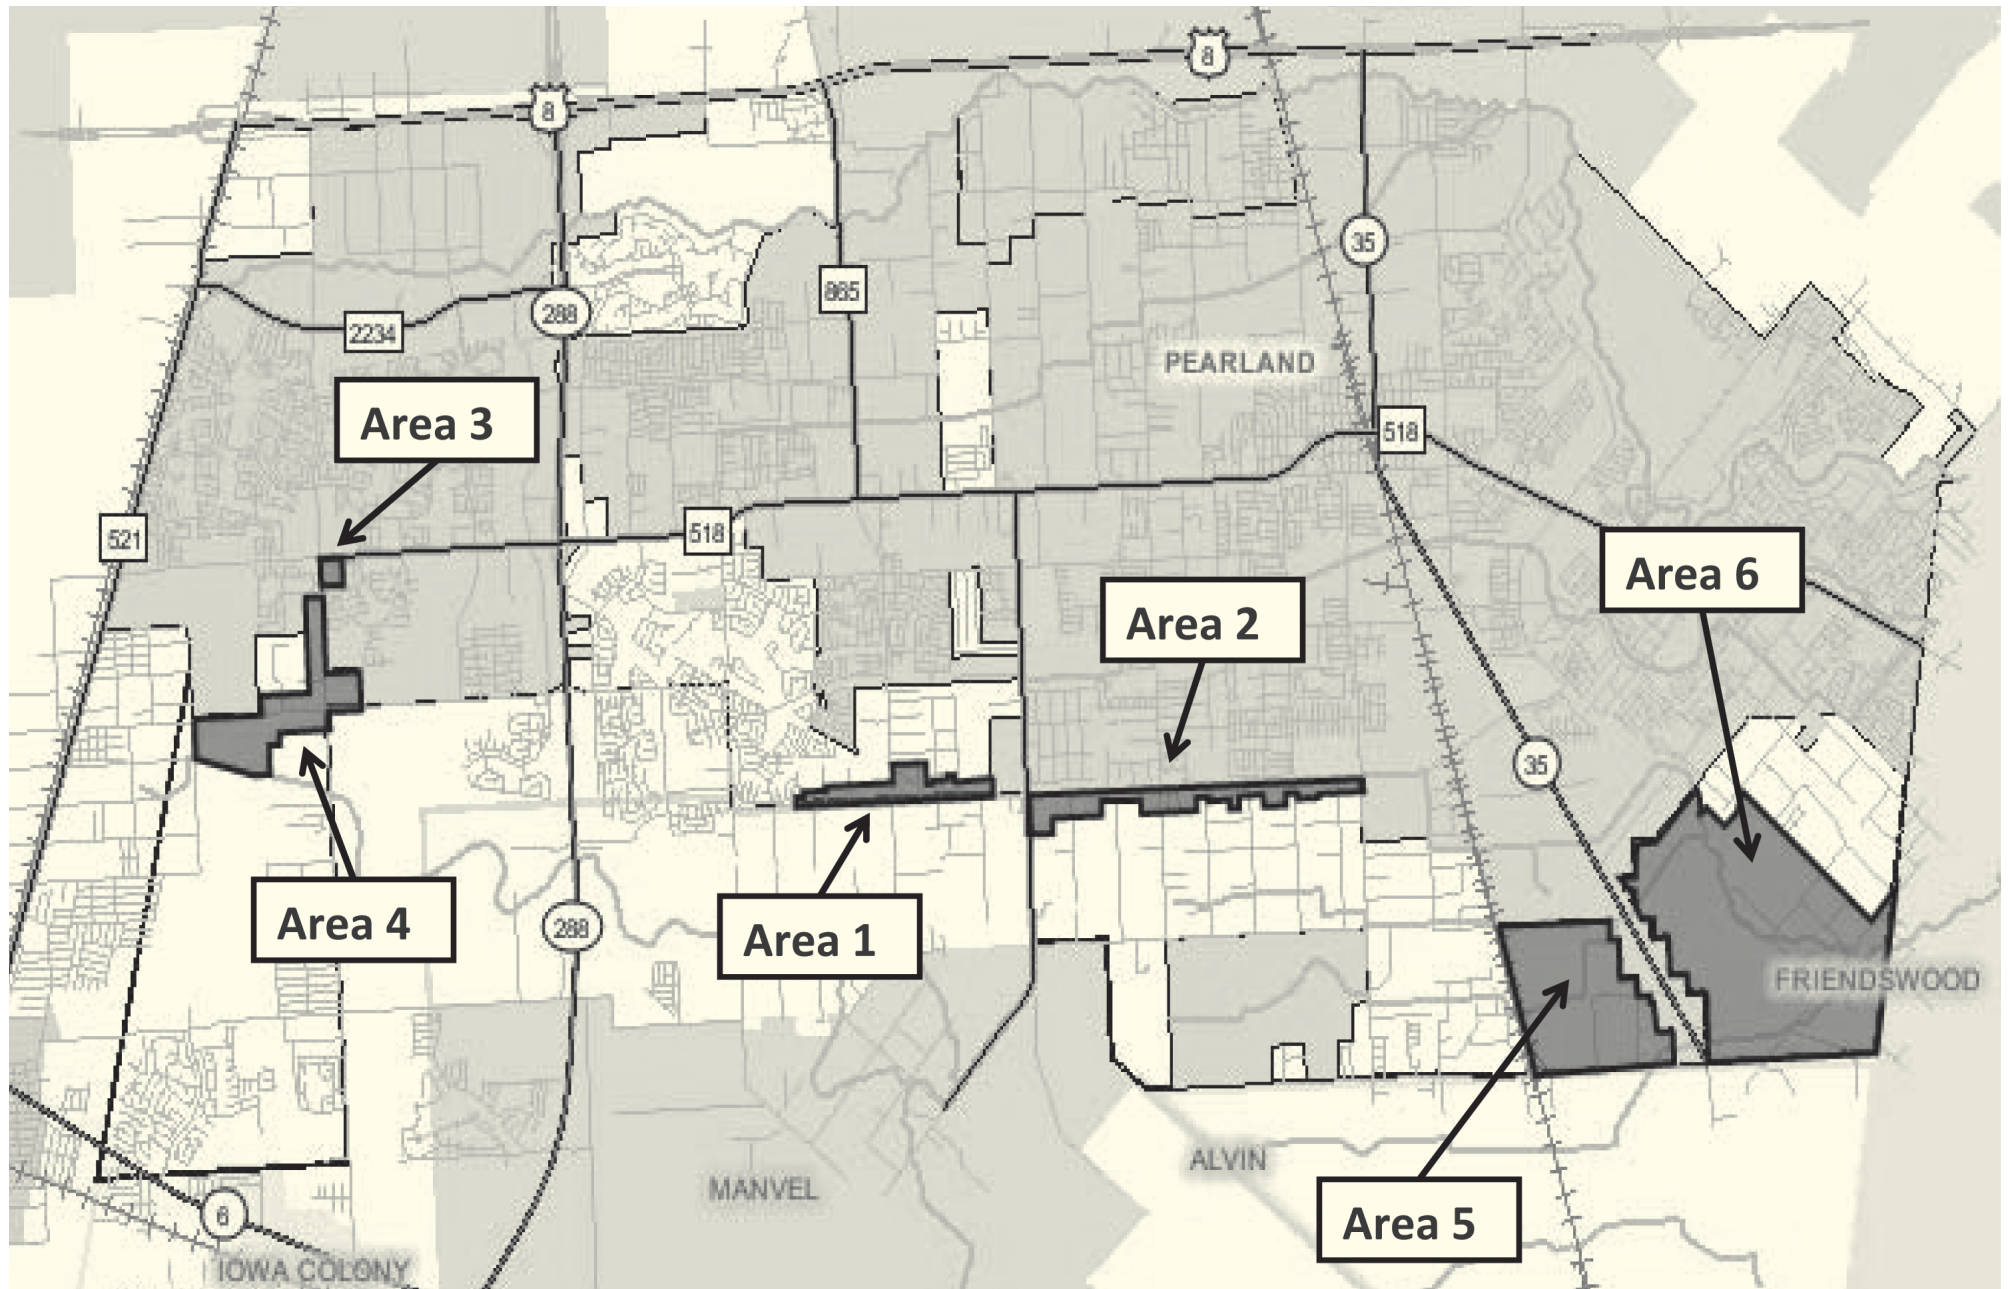 8
8
35
865
288
2234
PEARLAND
Area 3
518
521
518
Area 6
Area 2
35
Area 4
288
Area 1
FRIENDSWOOD
ALVIN
MANVEL
Area 5
6
IOWA COLONY